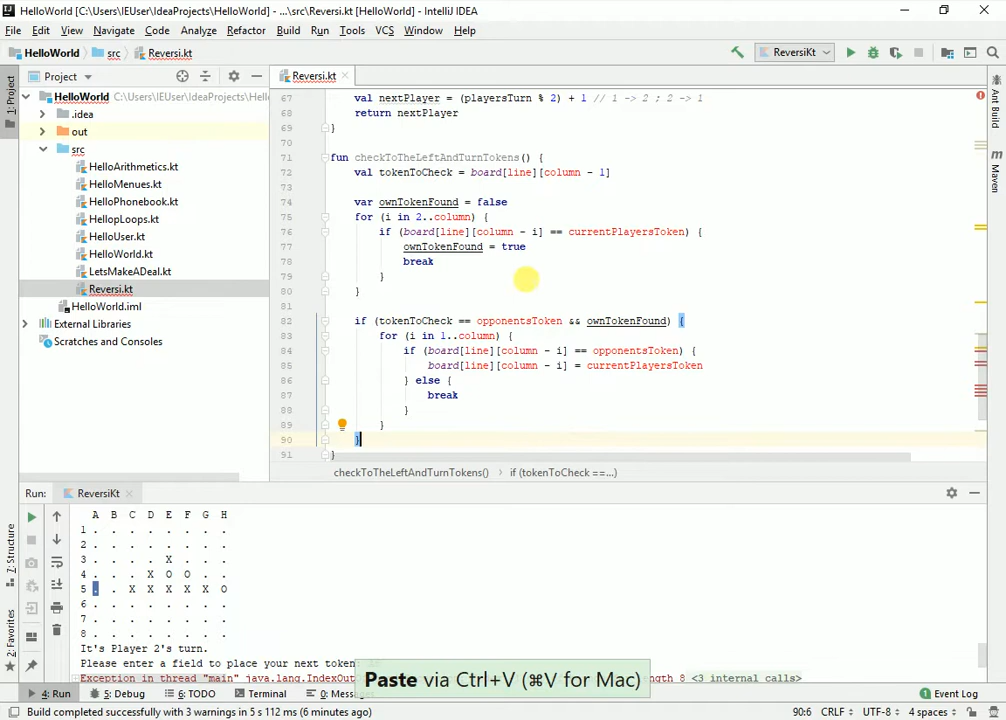 HelloWorld [C:\Users\IEUser\IdeaProjects\HelloWorld] - ...\src\Reversi.kt [HelloWorld] - IntelliJ IDEA
File Edit View Navigate Code Analyze Refactor Build Run Tools VCS Window Help
HelloWorld src Reversi.kt ReversiKt
Project Reversi.kt
1: Project
HelloWorld C:\Users\IEUser\IdeaProjects\Hell
.idea
out
src
HelloArithmetics.kt
HelloMenues.kt
HelloPhonebook.kt
HellopLoops.kt
HelloUser.kt
HelloWorld.kt
LetsMakeADeal.kt
Reversi.kt
HelloWorld.iml
External Libraries
Scratches and Consoles
67 val nextPlayer = (playersTurn % 2) + 1 // 1 -> 2 ; 2 -> 1
68 return nextPlayer
69 }
70
71 fun checkToTheLeftAndTurnTokens() {
72 val tokenToCheck = board[line][column - 1]
73
74 var ownTokenFound = false
75 for (i in 2..column) {
76 if (board[line][column - i] == currentPlayersToken) {
77 ownTokenFound = true
78 break
79 }
80 }
81
82 if (tokenToCheck == opponentsToken && ownTokenFound) {
83 for (i in 1..column) {
84 if (board[line][column - i] == opponentsToken) {
85 board[line][column - i] = currentPlayersToken
86 } else {
87 break
88 }
89 }
90 }
91 }
checkToTheLeftAndTurnTokens() if (tokenToCheck ==...)
Ant Build
Maven
Run: ReversiKt
A B C D E F G H
1 . . . . . . . .
2 . . . . . . . .
3 . . . . X . . .
4 . . . X O O . .
5 . . X X X X X O
6 . . . . . . . .
7 . . . . . . . .
8 . . . . . . . .
It's Player 2's turn.
Please enter a field to place your next token:
Exception in thread "main" java.lang.IndexOut length 8 <3 internal calls>
Paste via Ctrl+V (⌘V for Mac)
7: Structure
2: Favorites
4: Run 5: Debug 6: TODO Terminal 0: Mess Event Log
Build completed successfully with 3 warnings in 5 s 112 ms (6 minutes ago) 90:6 CRLF UTF-8 4 spaces